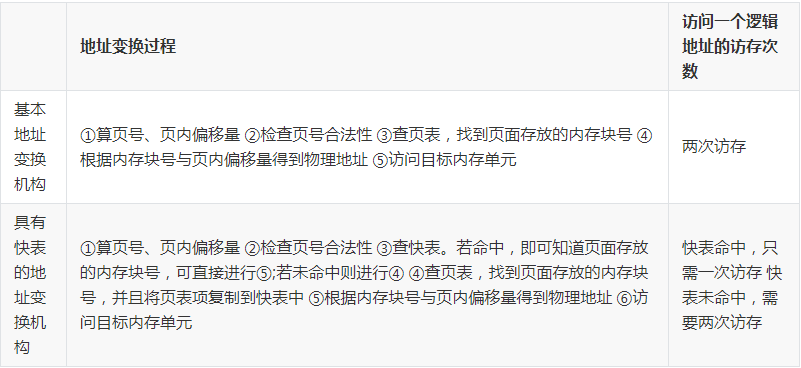 地址变换过程
访问一个逻辑
地址的访存次
数
基本
地址
变换
机构
①算页号、页内偏移量 ②检查页号合法性 ③查页表，找到页面存放的内存块号 ④
根据内存块号与页内偏移量得到物理地址 ⑤访问目标内存单元
两次访存
具有
快表
的地
址变
换机
构
①算页号、页内偏移量 ②检查页号合法性 ③查快表。若命中，即可知道页面存放
的内存块号，可直接进行⑤;若未命中则进行④ ④查页表，找到页面存放的内存块
号，并且将页表项复制到快表中 ⑤根据内存块号与页内偏移量得到物理地址 ⑥访
问目标内存单元
快表命中，只
需一次访存 快
表未命中，需
要两次访存